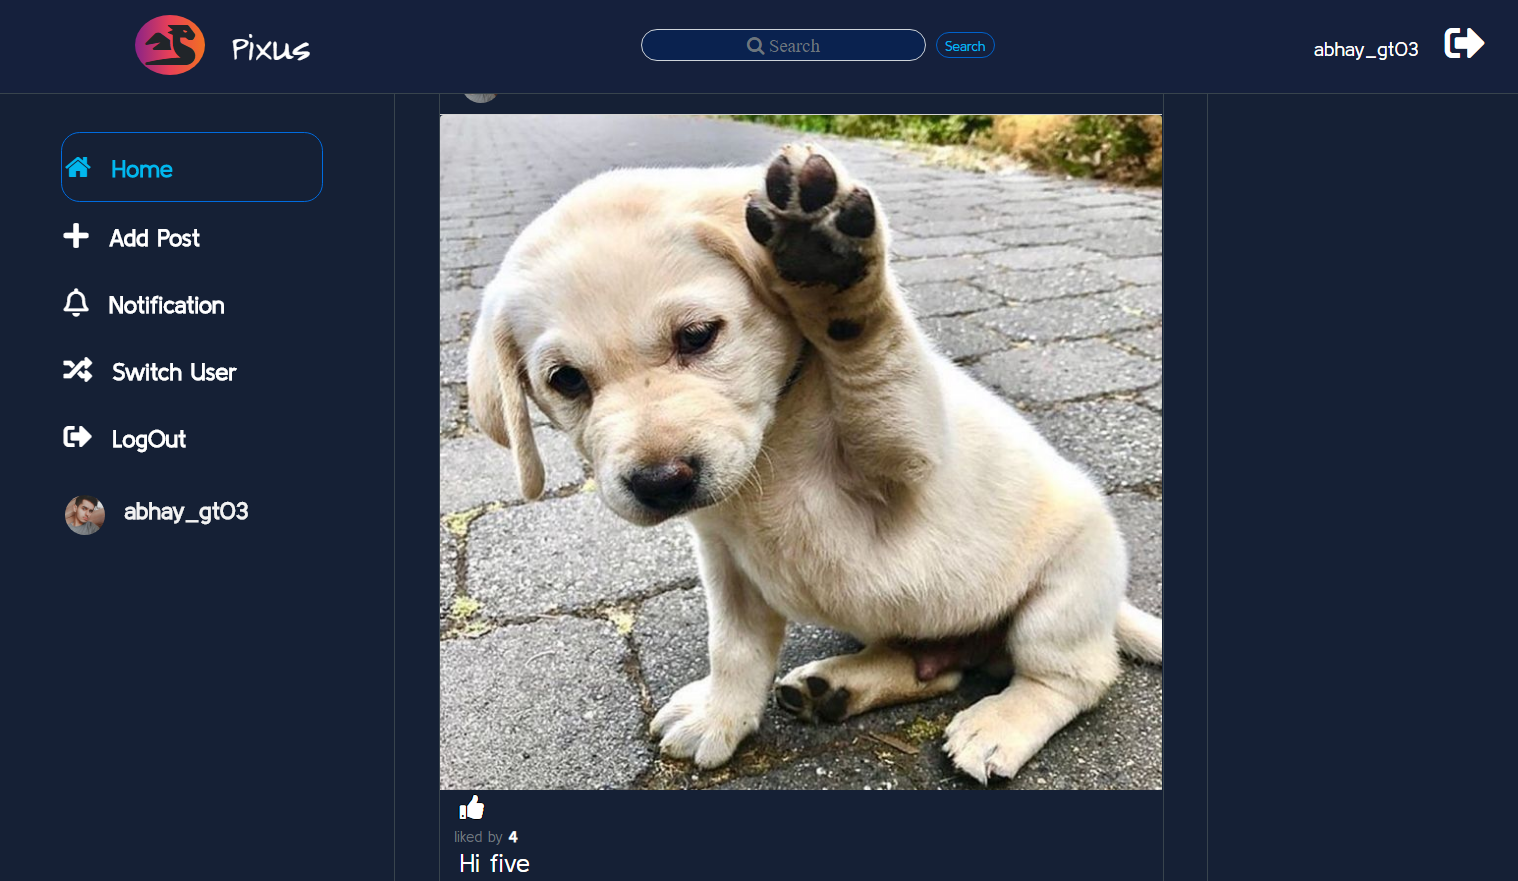 Pixus
Search
Search
abhay_gt03
Home
Add Post
Notification
Switch User
LogOut
abhay_gt03
liked by 4
Hi five